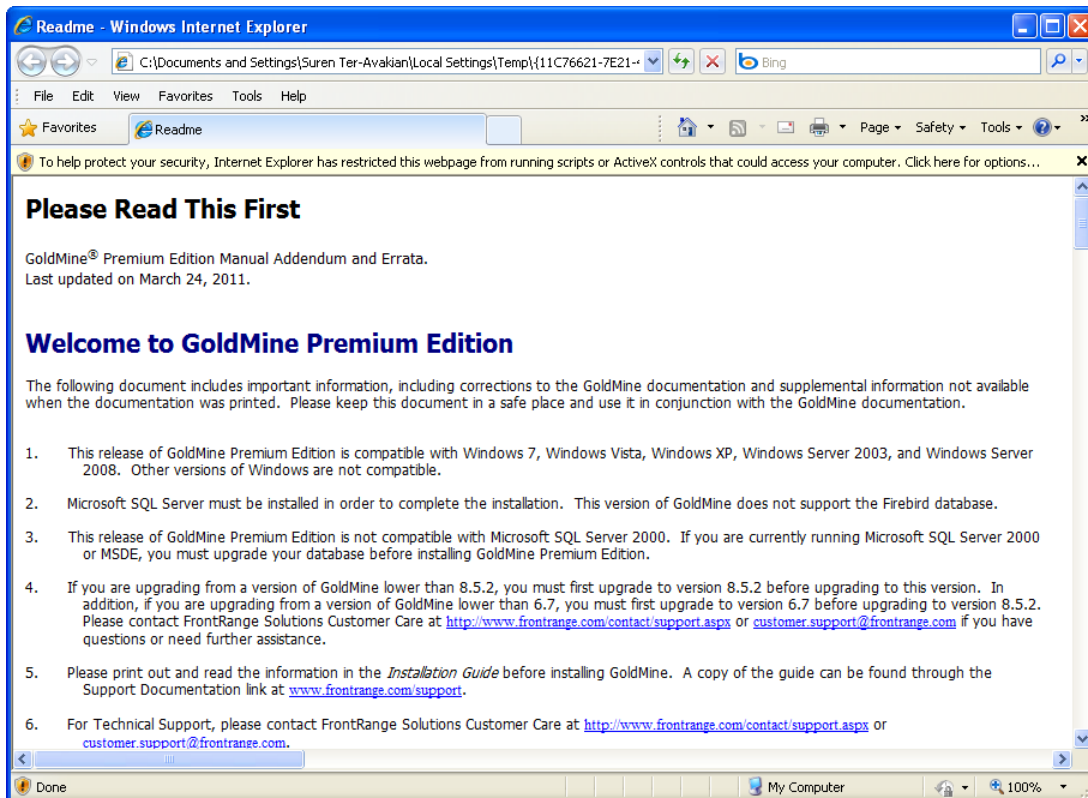 Readme - Windows Internet Explorer
C:\Documents and Settings\Suren Ter-Avakian\Local Settings\Temp\{11C76621-7E21-
Bing
File Edit View Favorites Tools Help
Favorites Readme Page Safety Tools
To help protect your security, Internet Explorer has restricted this webpage from running scripts or ActiveX controls that could access your computer. Click here for options...
Please Read This First
GoldMine® Premium Edition Manual Addendum and Errata.
Last updated on March 24, 2011.
Welcome to GoldMine Premium Edition
The following document includes important information, including corrections to the GoldMine documentation and supplemental information not available
when the documentation was printed. Please keep this document in a safe place and use it in conjunction with the GoldMine documentation.
1. This release of GoldMine Premium Edition is compatible with Windows 7, Windows Vista, Windows XP, Windows Server 2003, and Windows Server
2008. Other versions of Windows are not compatible.
2. Microsoft SQL Server must be installed in order to complete the installation. This version of GoldMine does not support the Firebird database.
3. This release of GoldMine Premium Edition is not compatible with Microsoft SQL Server 2000. If you are currently running Microsoft SQL Server 2000
or MSDE, you must upgrade your database before installing GoldMine Premium Edition.
4. If you are upgrading from a version of GoldMine lower than 8.5.2, you must first upgrade to version 8.5.2 before upgrading to this version. In
addition, if you are upgrading from a version of GoldMine lower than 6.7, you must first upgrade to version 6.7 before upgrading to version 8.5.2.
Please contact FrontRange Solutions Customer Care at http://www.frontrange.com/contact/support.aspx or customer.support@frontrange.com if you have
questions or need further assistance.
5. Please print out and read the information in the Installation Guide before installing GoldMine. A copy of the guide can be found through the
Support Documentation link at www.frontrange.com/support.
6. For Technical Support, please contact FrontRange Solutions Customer Care at http://www.frontrange.com/contact/support.aspx or
customer.support@frontrange.com.
Done My Computer 100%